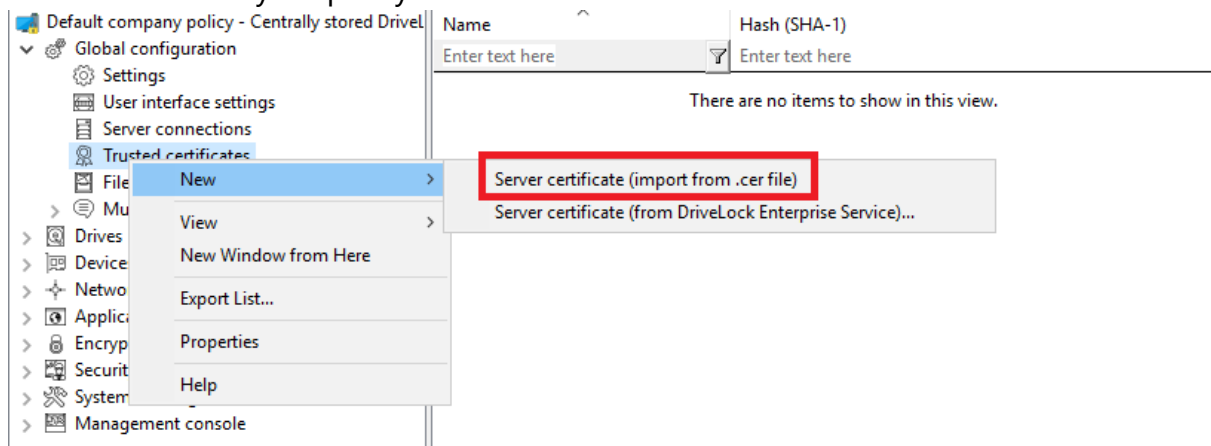 Default company policy - Centrally stored Drivel
Name
Hash (SHA-1)
Global configuration
Enter text here
Enter text here
Settings
User interface settings
There are no items to show in this view.
Server connections
Trusted certificates
File
New
Server certificate (import from .cer file)
Mu
View
Server certificate (from DriveLock Enterprise Service)...
Drives
New Window from Here
Device
Netwo
Export List...
Applica
Encryp
Properties
Securit
Help
System
Management console